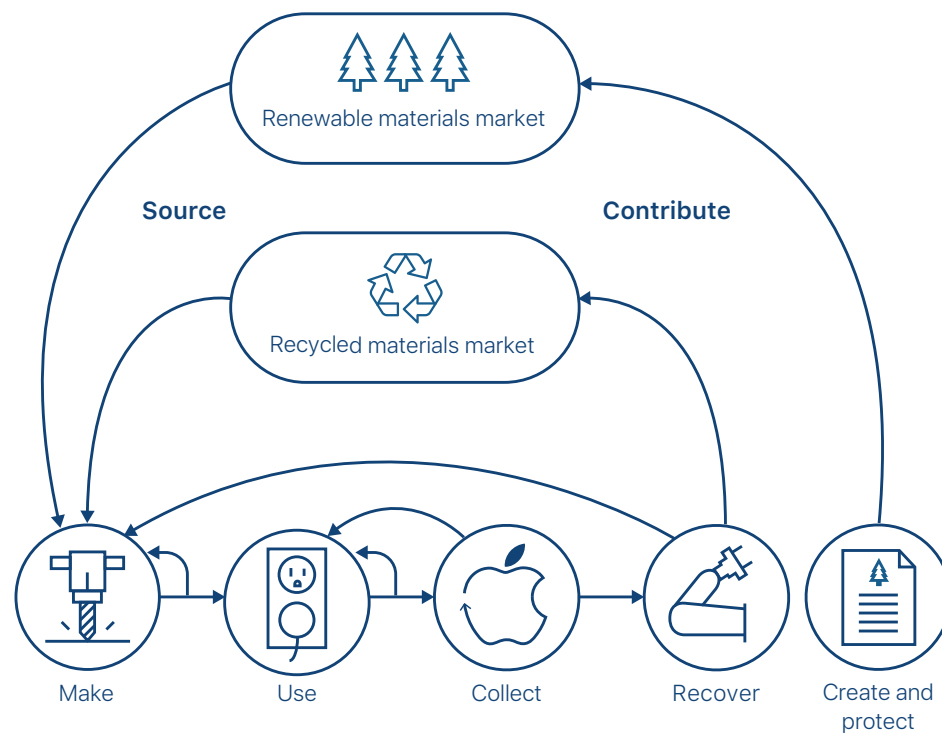 Renewable materials market
Source
Contribute
Recycled materials market
Make
Use
Collect
Recover
Create and
protect